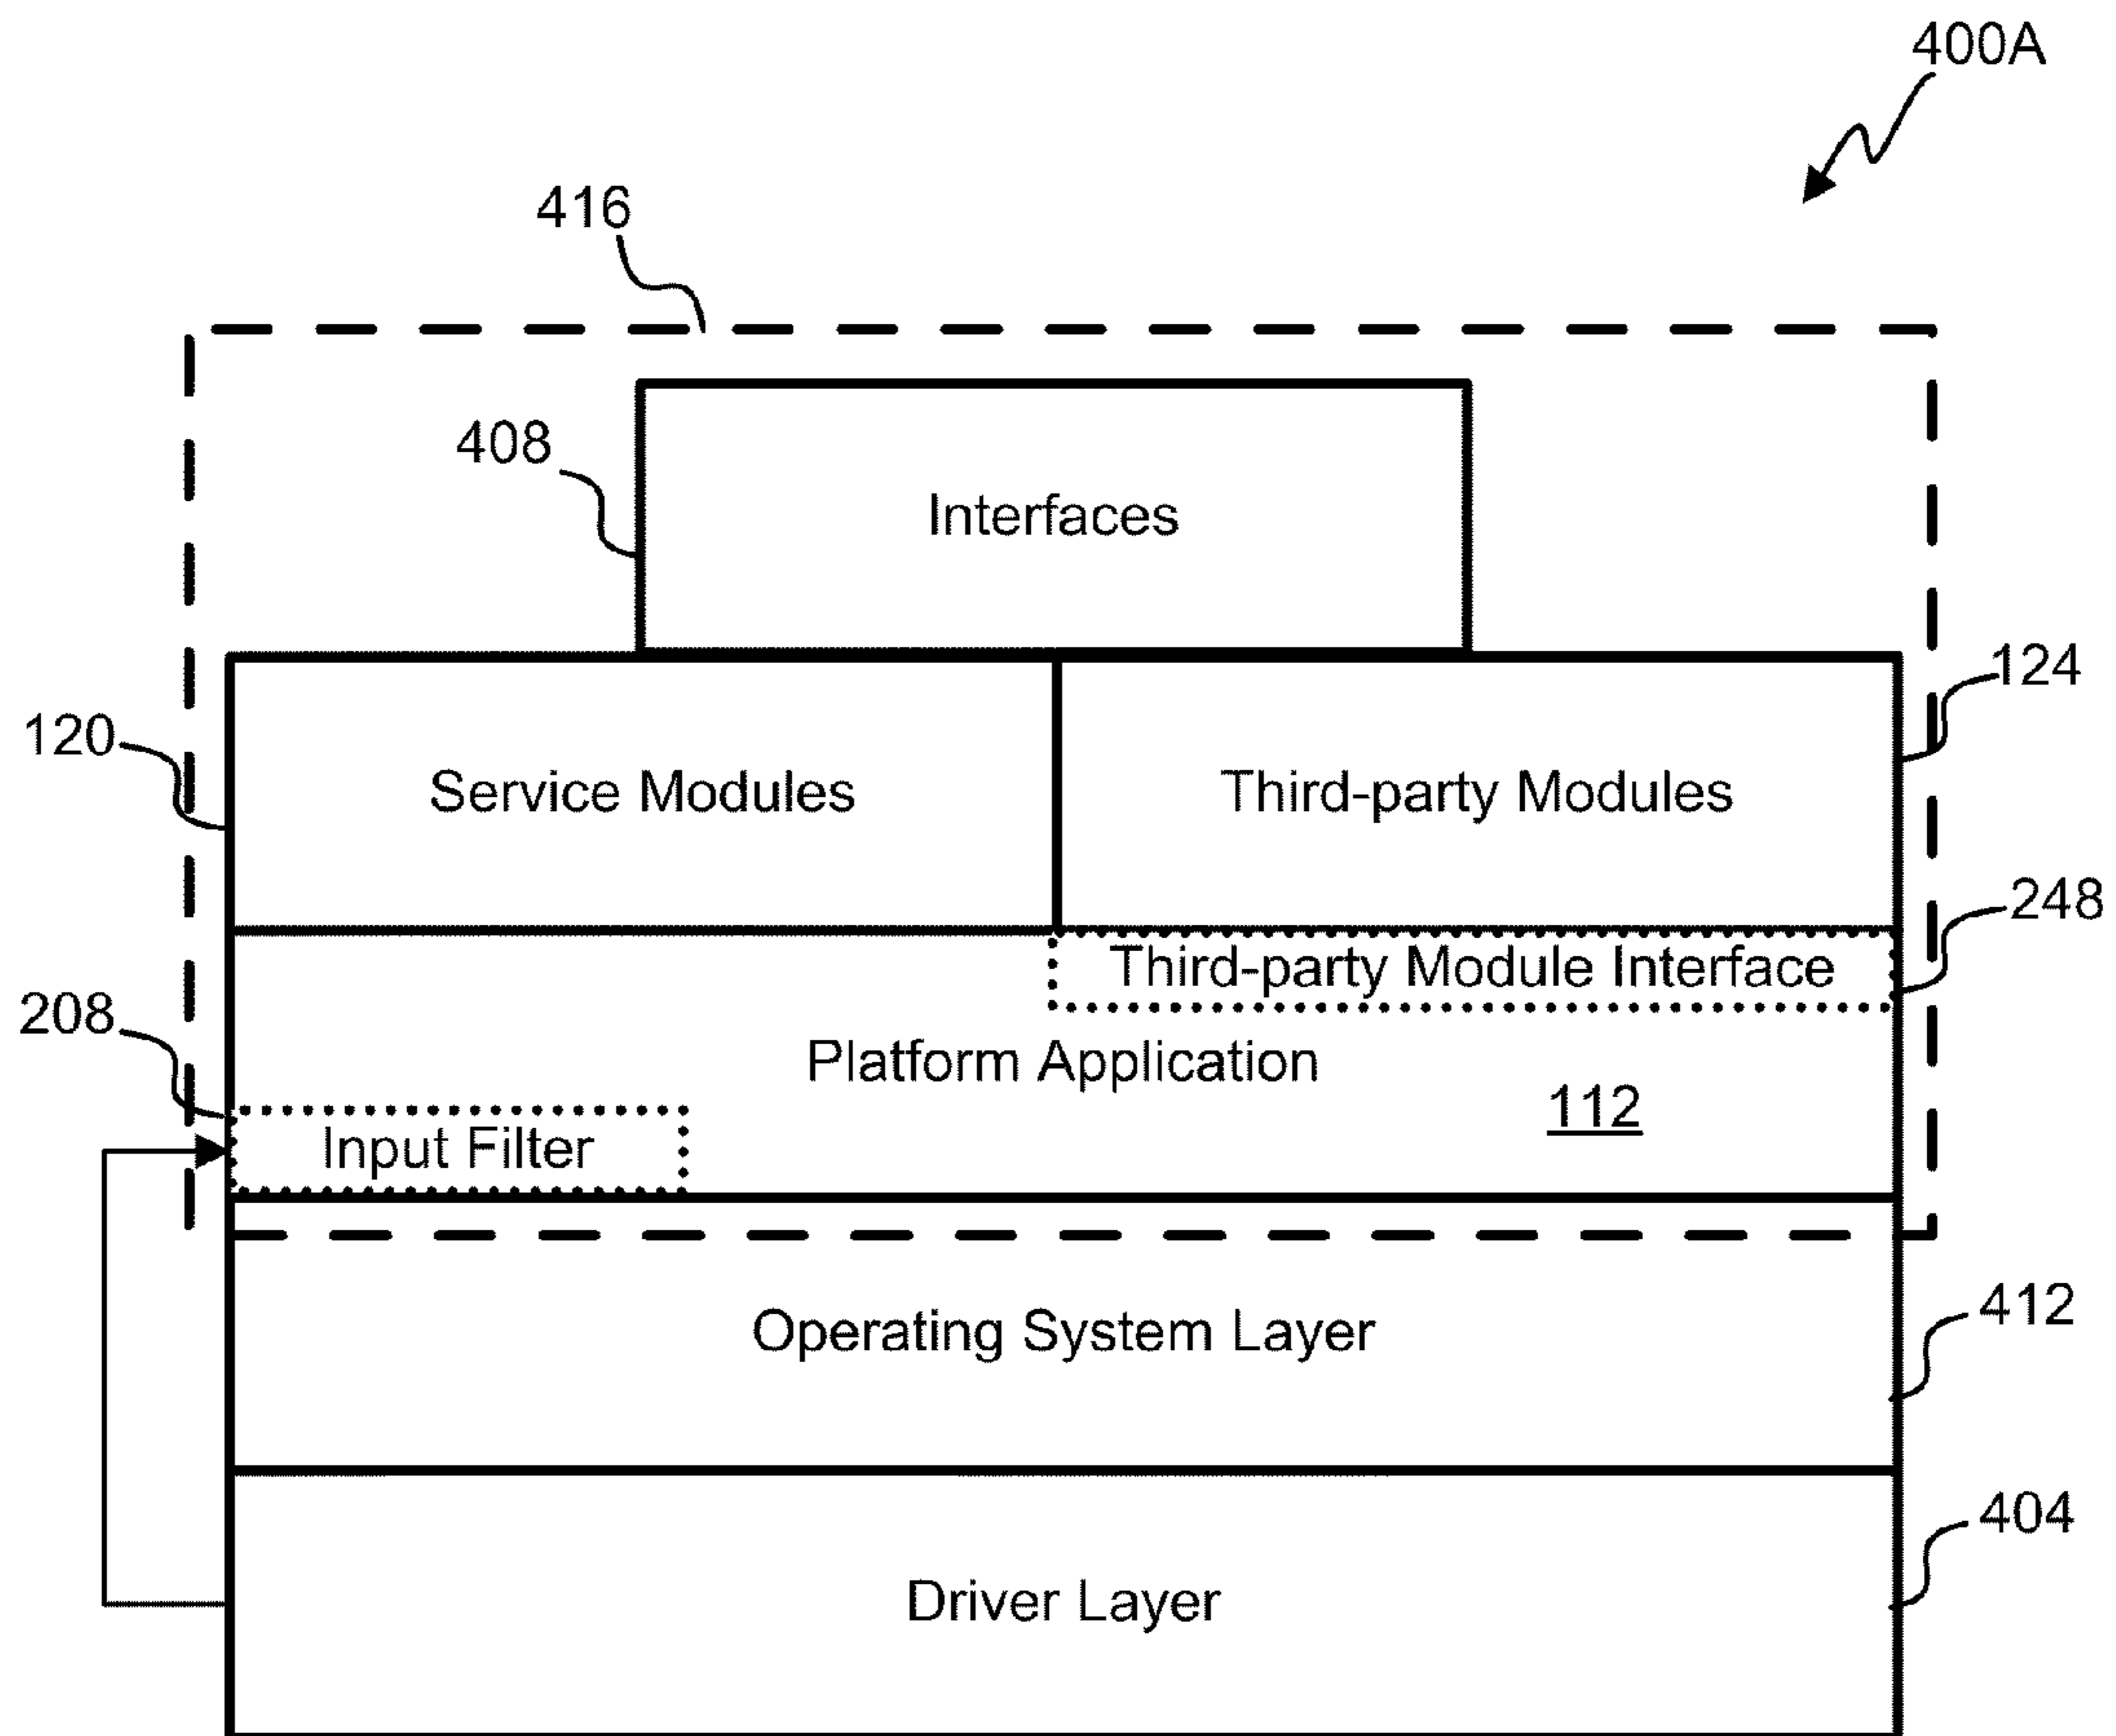 400A
416
408
Interfaces
124
120
Service Modules
Third-party Modules
248
Third-party Module Interface
208
Platform Application
112
Input Filter
412
Operating System Layer
404
Driver Layer